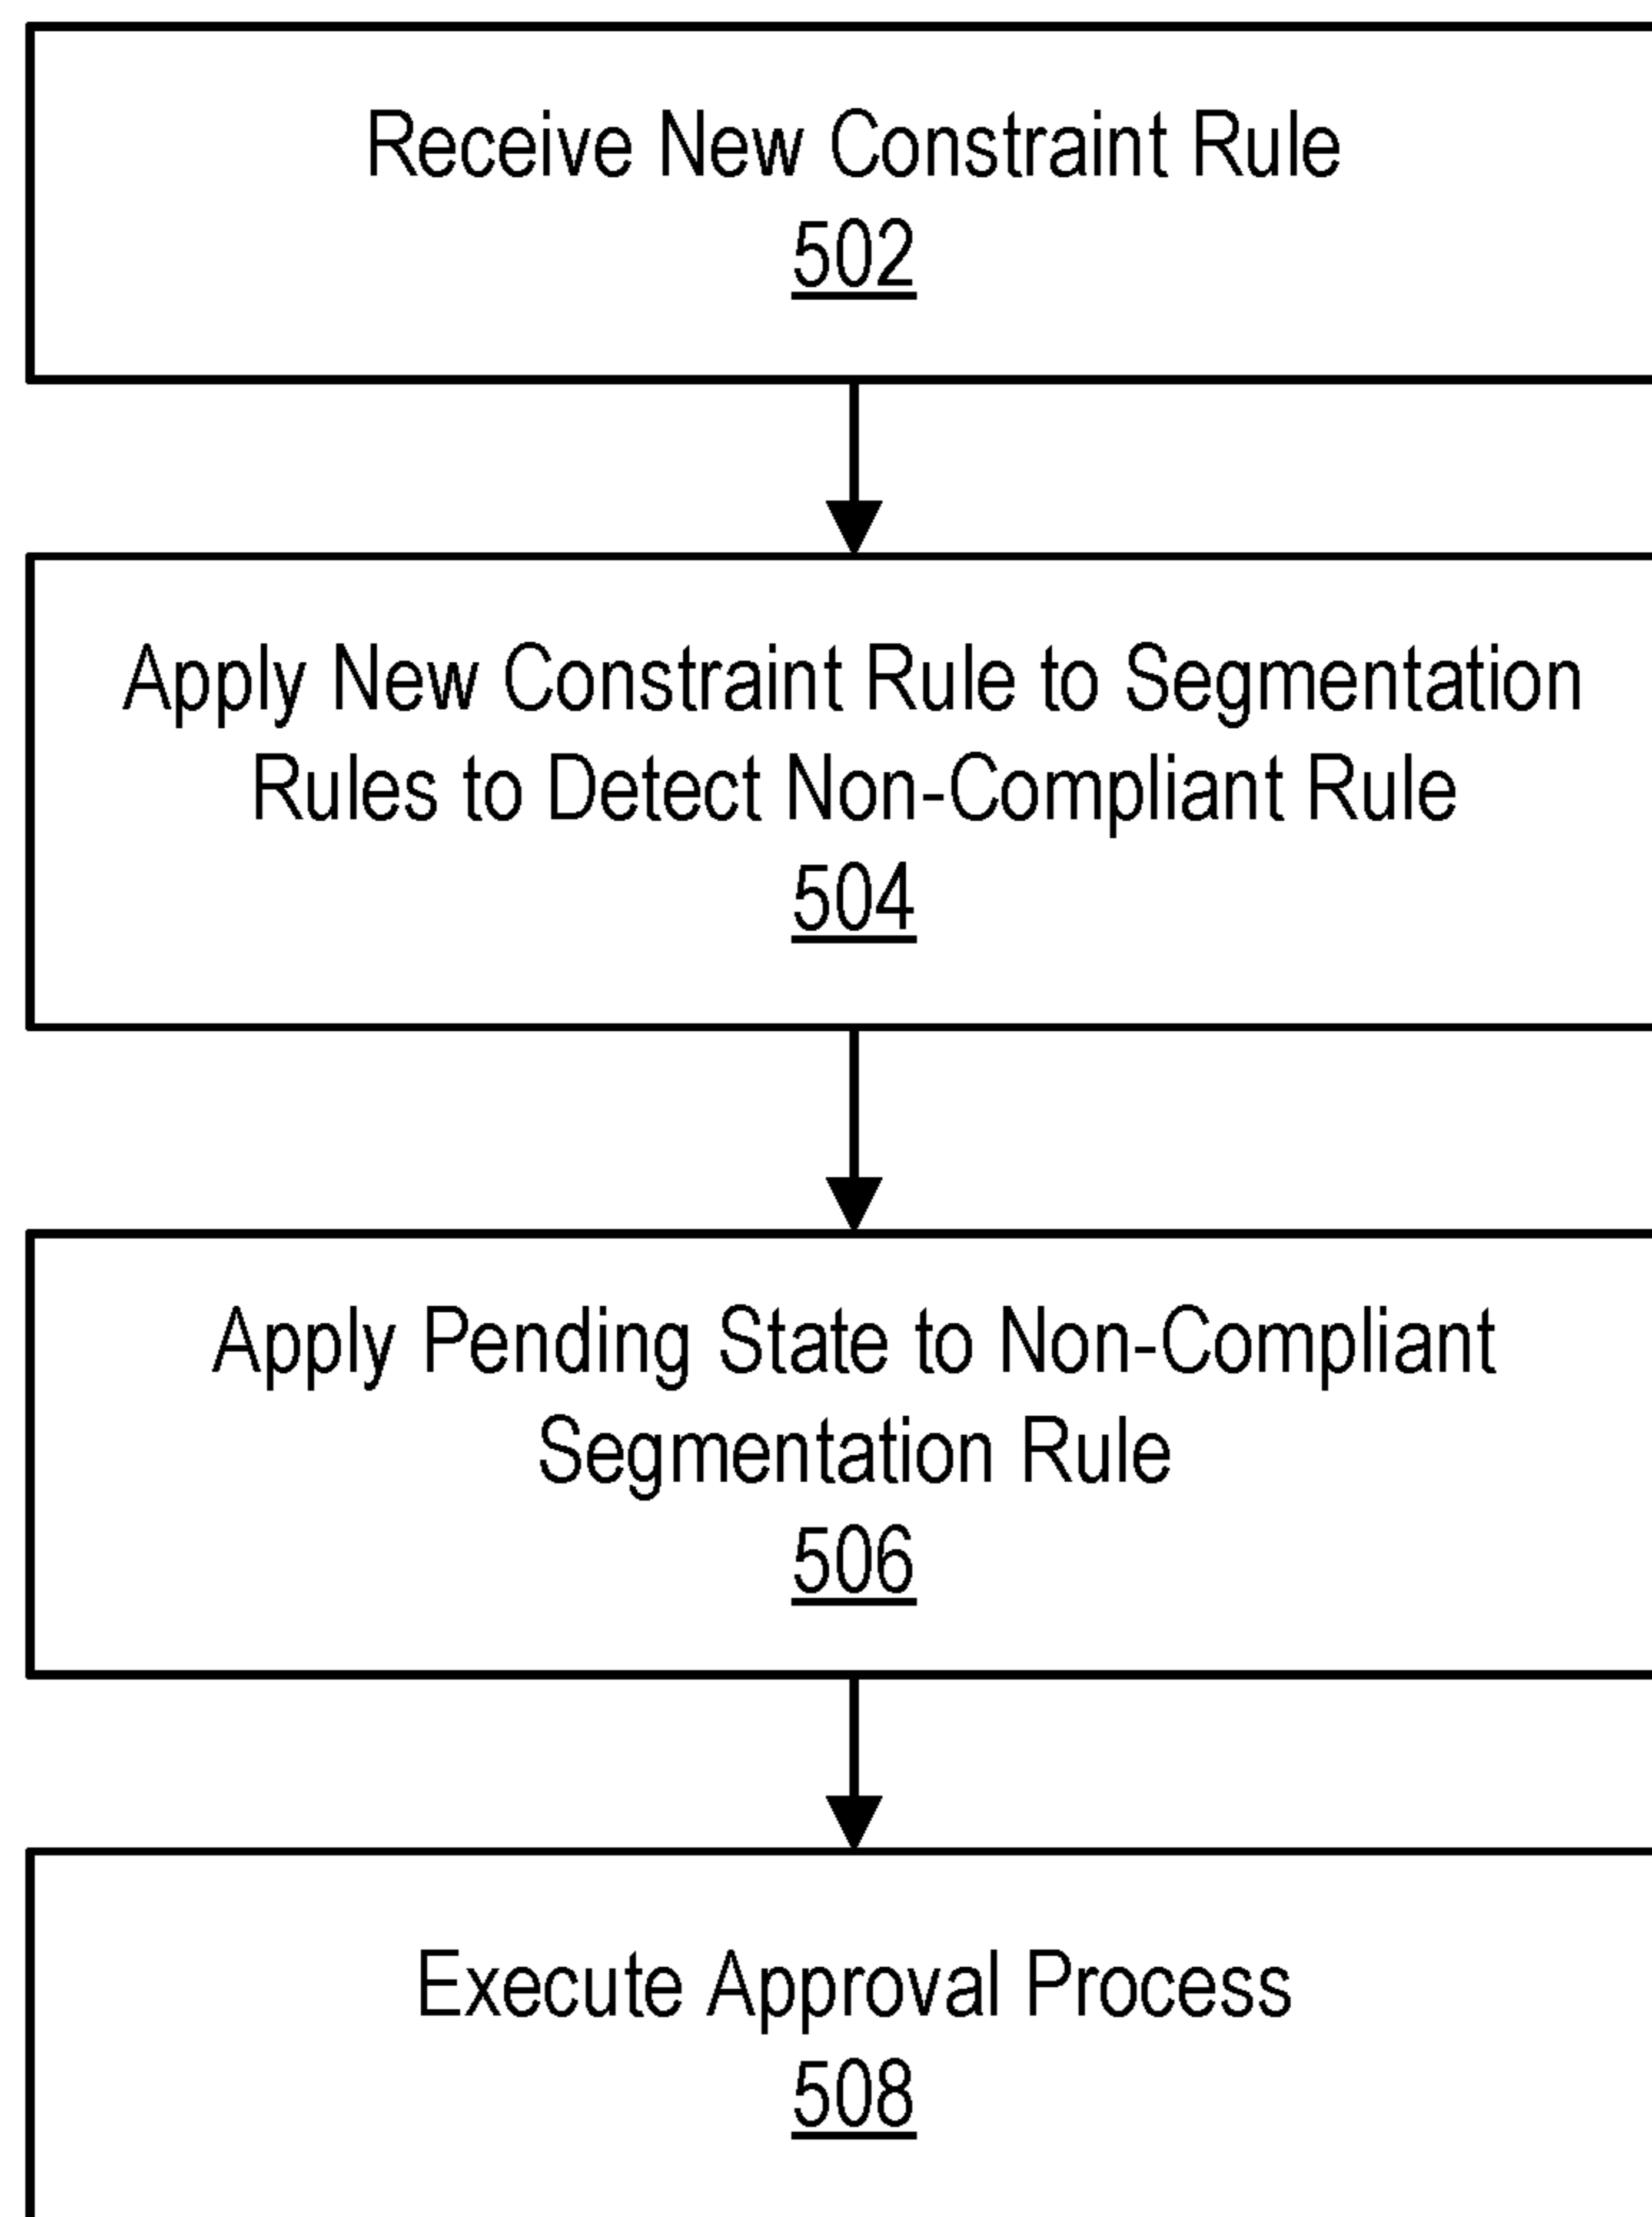 Receive New Constraint Rule
502
Apply New Constraint Rule to Segmentation
Rules to Detect Non-Compliant Rule
504
Apply Pending State to Non-Compliant
Segmentation Rule
506
Execute Approval Process
508